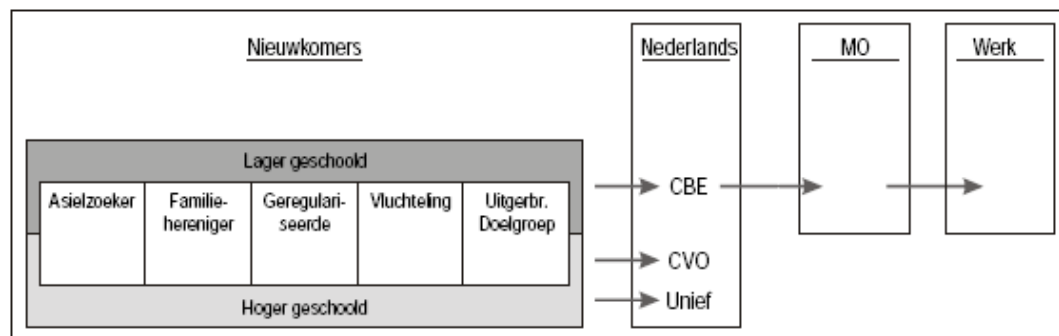 Nieuwkomers
Nederlands
MO
Werk
Lager geschoold
Asielzoeker
Familie-
hereniger
Geregulari-
seerde
Vluchteling
Uitgerbr.
Doelgroep
Hoger geschoold
CBE
CVO
Unief